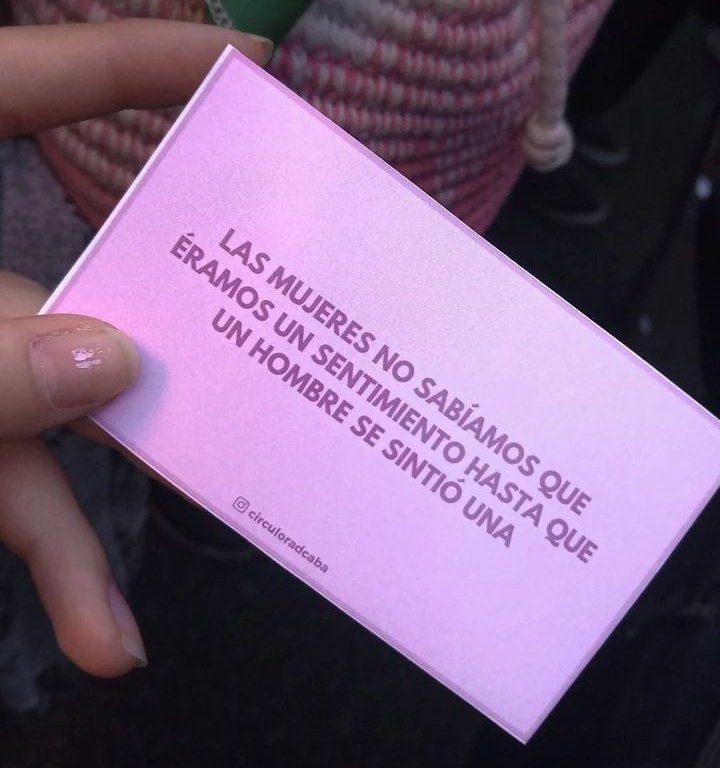 LAS MUJERES NO SABÍAMOS QUE
ÉRAMOS UN SENTIMIENTO HASTA QUE
UN HOMBRE SE SINTIÓ UNA
circuloradcaba